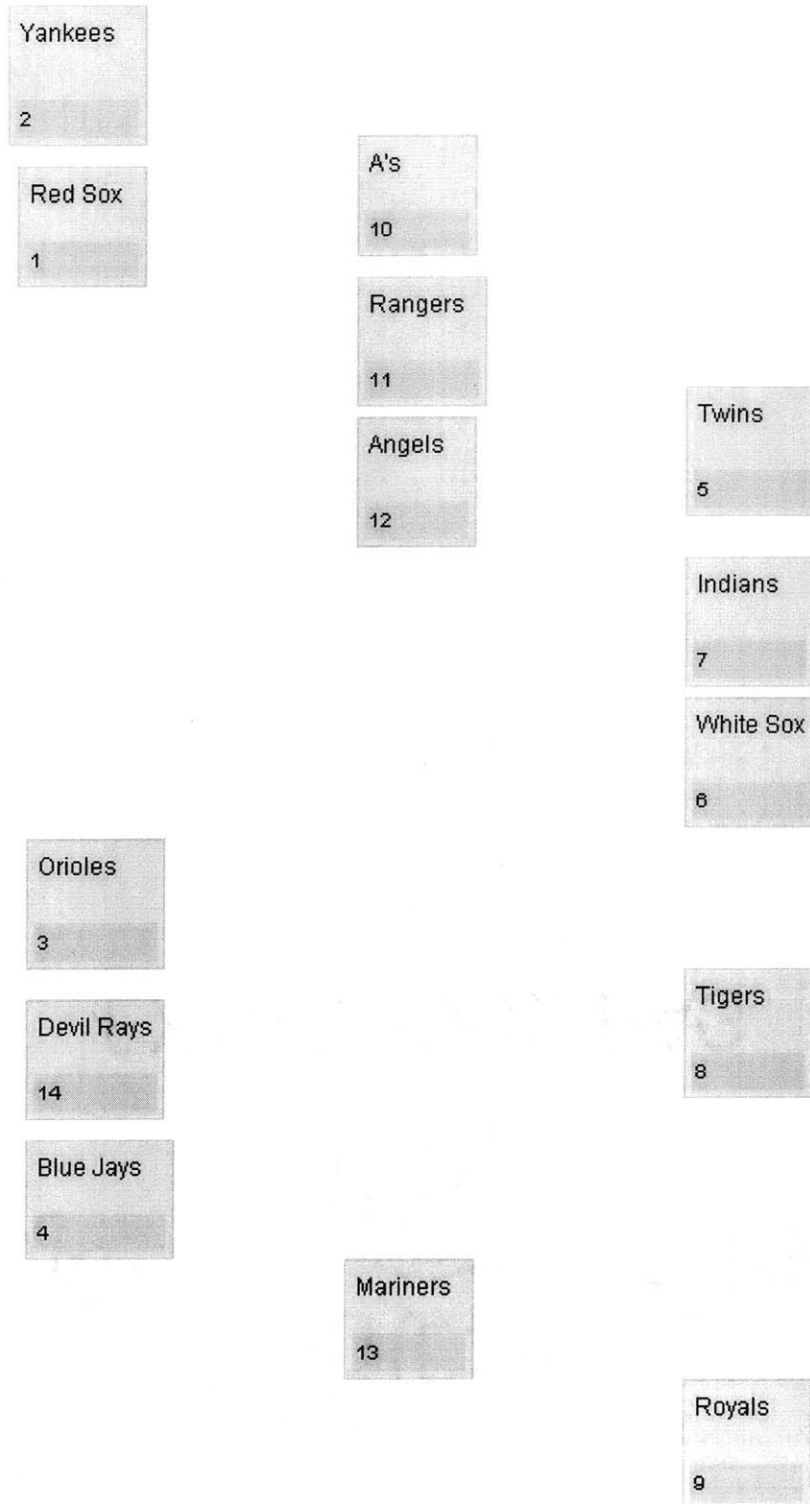 Yankees
2
Red Sox
1
A's
10
Rangers
11
Angels
12
Twins
5
Indians
7
White Sox
6
Orioles
3
Devil Rays
14
Blue Jays
4
Tigers
8
Mariners
13
Royals
9